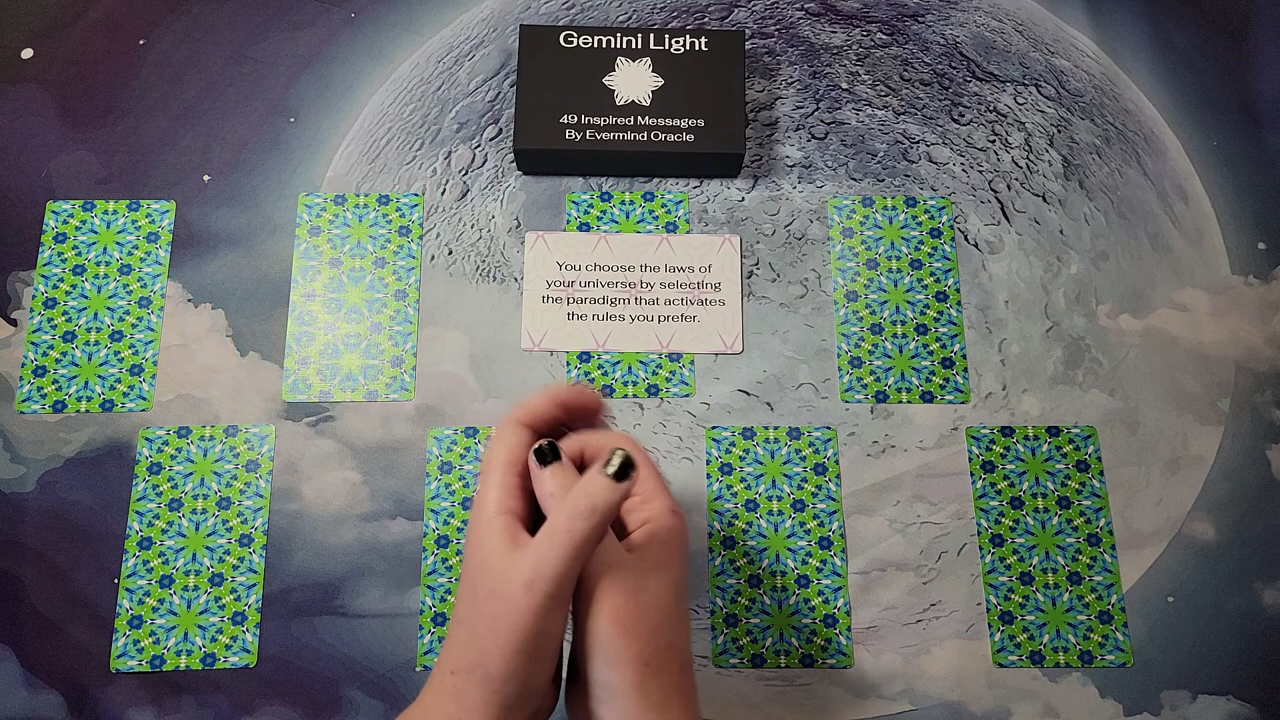 Gemini Light
49 Inspired Messages
By Evermind Oracle
You choose the laws of
your universe by selecting
the paradigm that activates
the rules you prefer.